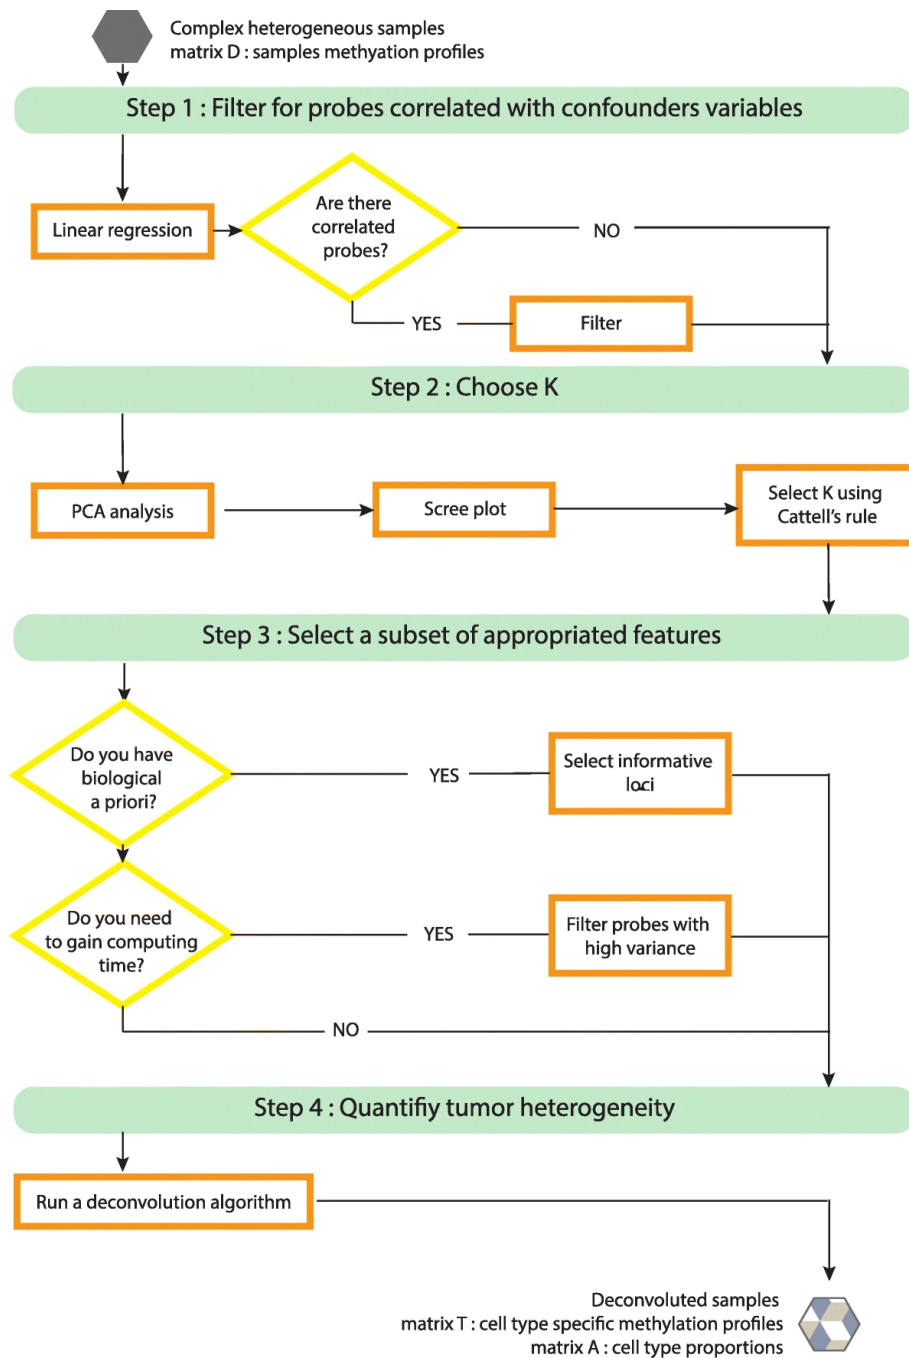 Complex heterogeneous samples
matrix D : samples methyation profiles
Step 1 : Filter for probes correlated with confounders variables
Linear regression
Are there
correlated
probes?
NO
YES
Filter
Step 2 : Choose K
PCA analysis
Scree plot
Select K using
Cattell's rule
Step 3 : Select a subset of appropriated features
Do you have
biological
a priori?
YES
Select informative
loci
Do you need
to gain computing
time?
YES
Filter probes with
high variance
NO
Step 4 : Quantifiy tumor heterogeneity
Run a deconvolution algorithm
Deconvoluted samples
matrix T : cell type specific methylation profiles
matrix A : cell type proportions